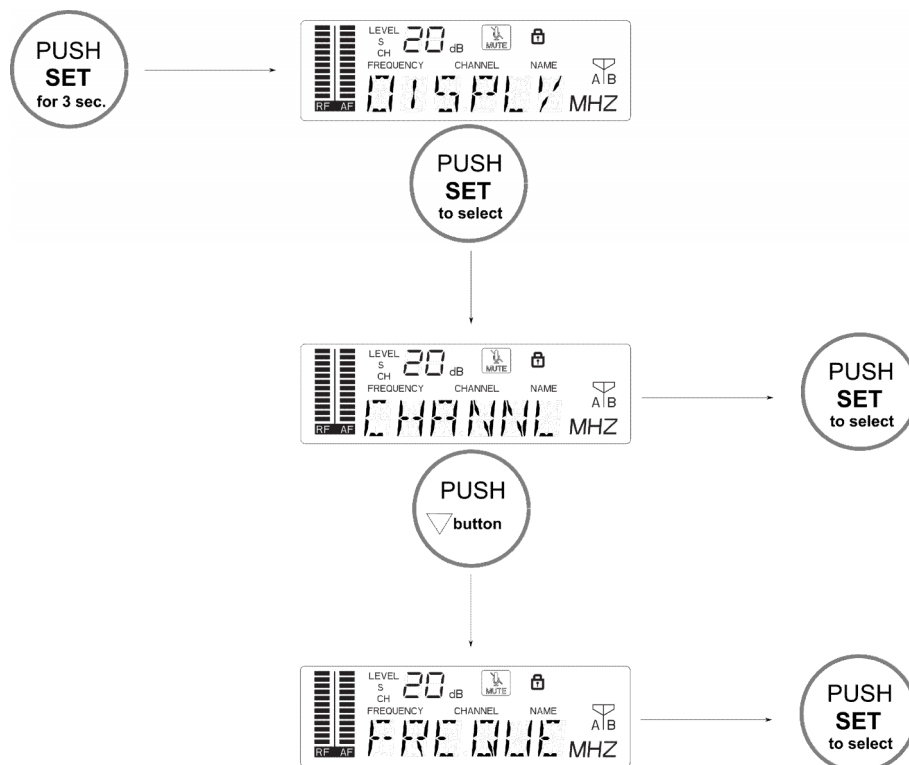 PUSH
SET
for 3 sec.
LEVEL
S
CH
20 dB
MUTE
FREQUENCY CHANNEL NAME
A B
RF AF
DISPLY MHZ
PUSH
SET
to select
LEVEL
S
CH
20 dB
MUTE
FREQUENCY CHANNEL NAME
A B
RF AF
CHANNL MHZ
PUSH
SET
to select
PUSH
button
LEVEL
S
CH
20 dB
MUTE
FREQUENCY CHANNEL NAME
A B
RF AF
FREQUE MHZ
PUSH
SET
to select